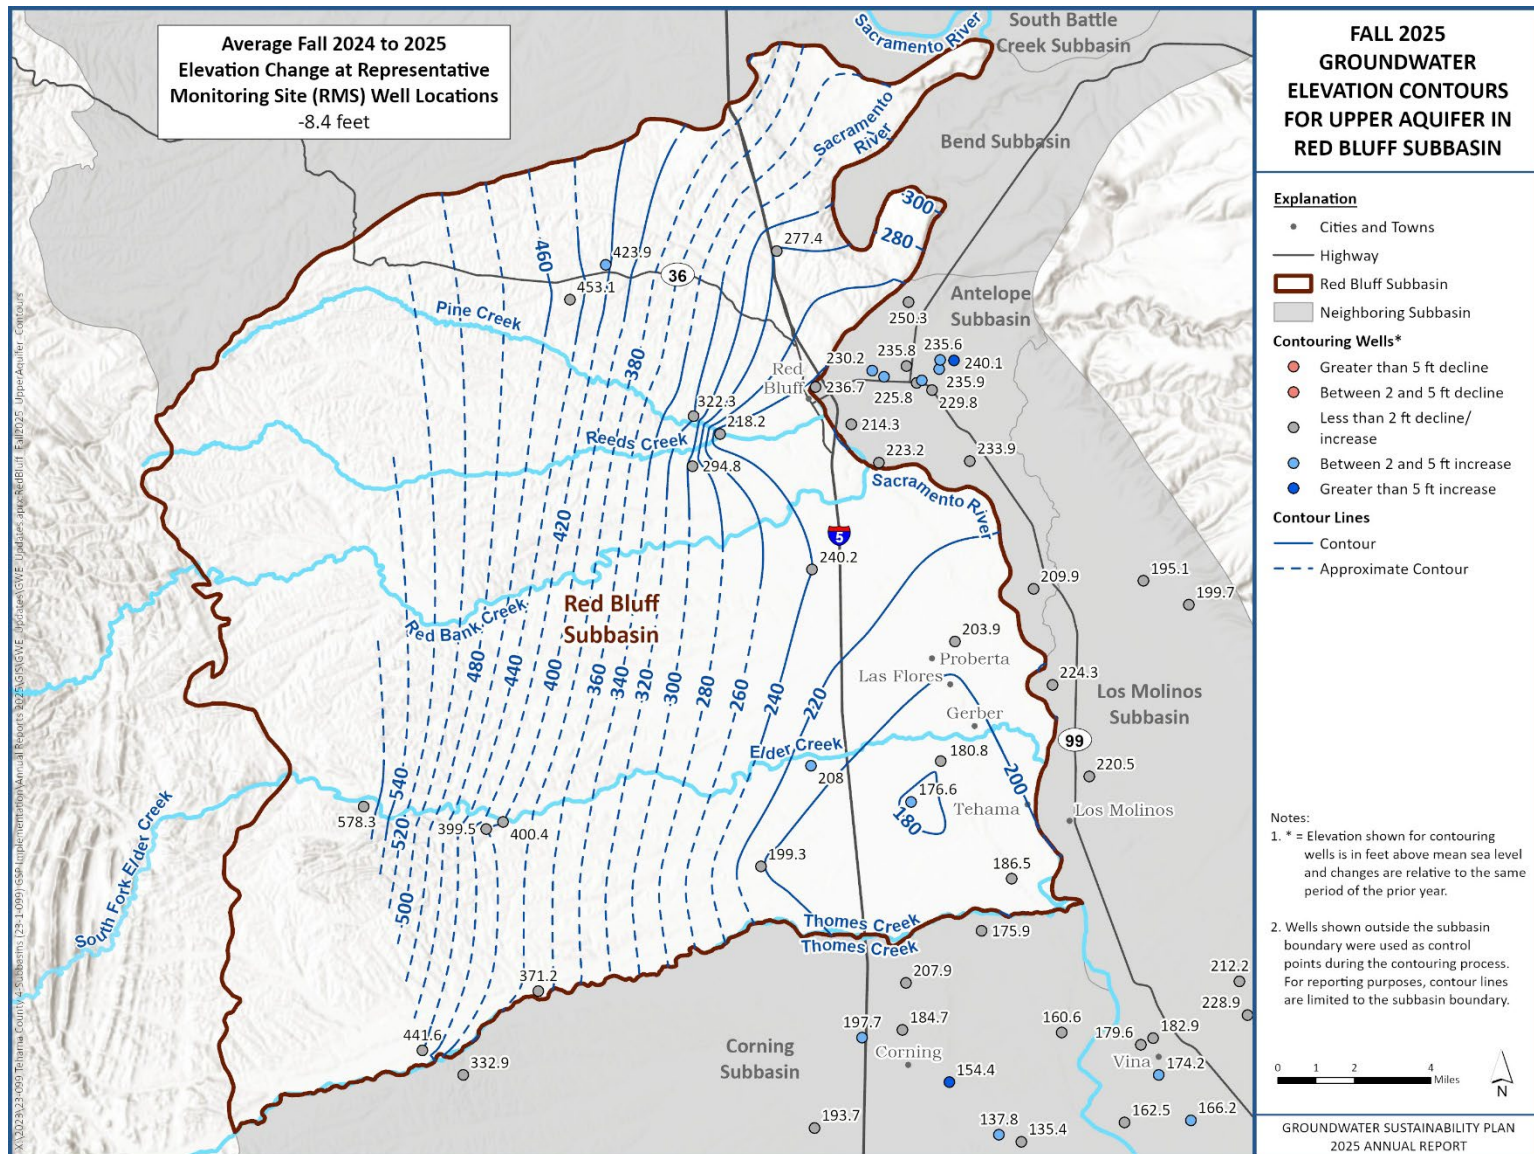 Average Fall 2024 to 2025
Elevation Change at Representative
Monitoring Site (RMS) Well Locations
-8.4 feet
Sacramento River
South Battle
Creek Subbasin
Sacramento
River
Bend Subbasin
300
280
460
423.9
453.1
36
277.4
Pine Creek
Antelope
Subbasin
250.3
380
230.2
235.8
235.6
240.1
Red
Bluff
236.7
225.8
235.9
229.8
322.3
218.2
214.3
Reeds Creek
294.8
223.2
233.9
Sacramento
River
420
5
240.2
209.9
195.1
199.7
Red Bluff
Subbasin
Red Bank Creek
203.9
Proberta
Las Flores
224.3
Los Molinos
Subbasin
480
440
400
360
340
320
300
280
260
240
220
Gerber
99
Elder Creek
208
180.8
220.5
200
176.6
180
Tehama
Los Molinos
540
520
500
578.3
399.5
400.4
South Fork Elder Creek
199.3
186.5
Thomes Creek
Thomes Creek
175.9
371.2
207.9
212.2
228.9
441.6
332.9
197.7
184.7
160.6
179.6
182.9
Corning
Subbasin
Corning
Vina
174.2
154.4
193.7
137.8
135.4
162.5
166.2
FALL 2025
GROUNDWATER
ELEVATION CONTOURS
FOR UPPER AQUIFER IN
RED BLUFF SUBBASIN
Explanation
Cities and Towns
Highway
Red Bluff Subbasin
Neighboring Subbasin
Contouring Wells*
Greater than 5 ft decline
Between 2 and 5 ft decline
Less than 2 ft decline/
increase
Between 2 and 5 ft increase
Greater than 5 ft increase
Contour Lines
Contour
Approximate Contour
Notes:
1. * = Elevation shown for contouring
wells is in feet above mean sea level
and changes are relative to the same
period of the prior year.
2. Wells shown outside the subbasin
boundary were used as control
points during the contouring process.
For reporting purposes, contour lines
are limited to the subbasin boundary.
0 1 2 4
Miles
N
GROUNDWATER SUSTAINABILITY PLAN
2025 ANNUAL REPORT